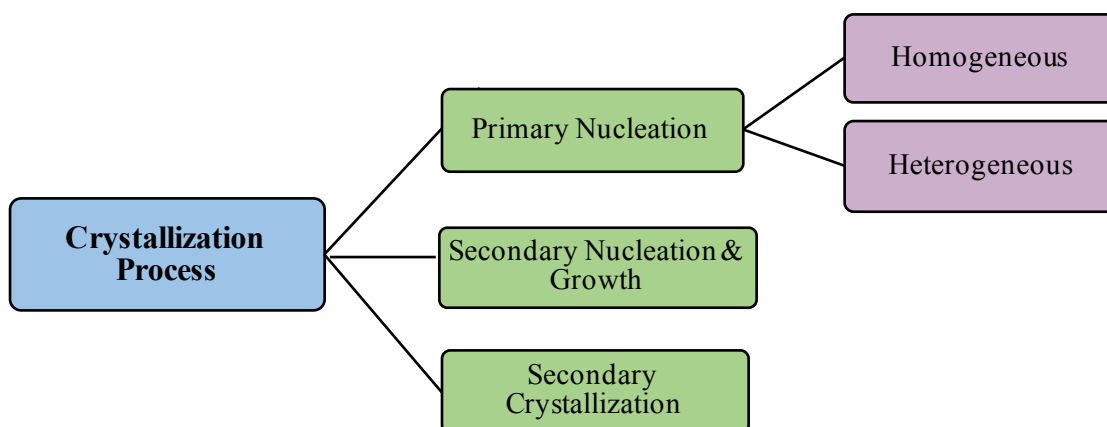 Homogeneous
Primary Nucleation
Heterogeneous
Crystallization
Process
Secondary Nucleation &
Growth
Secondary
Crystallization